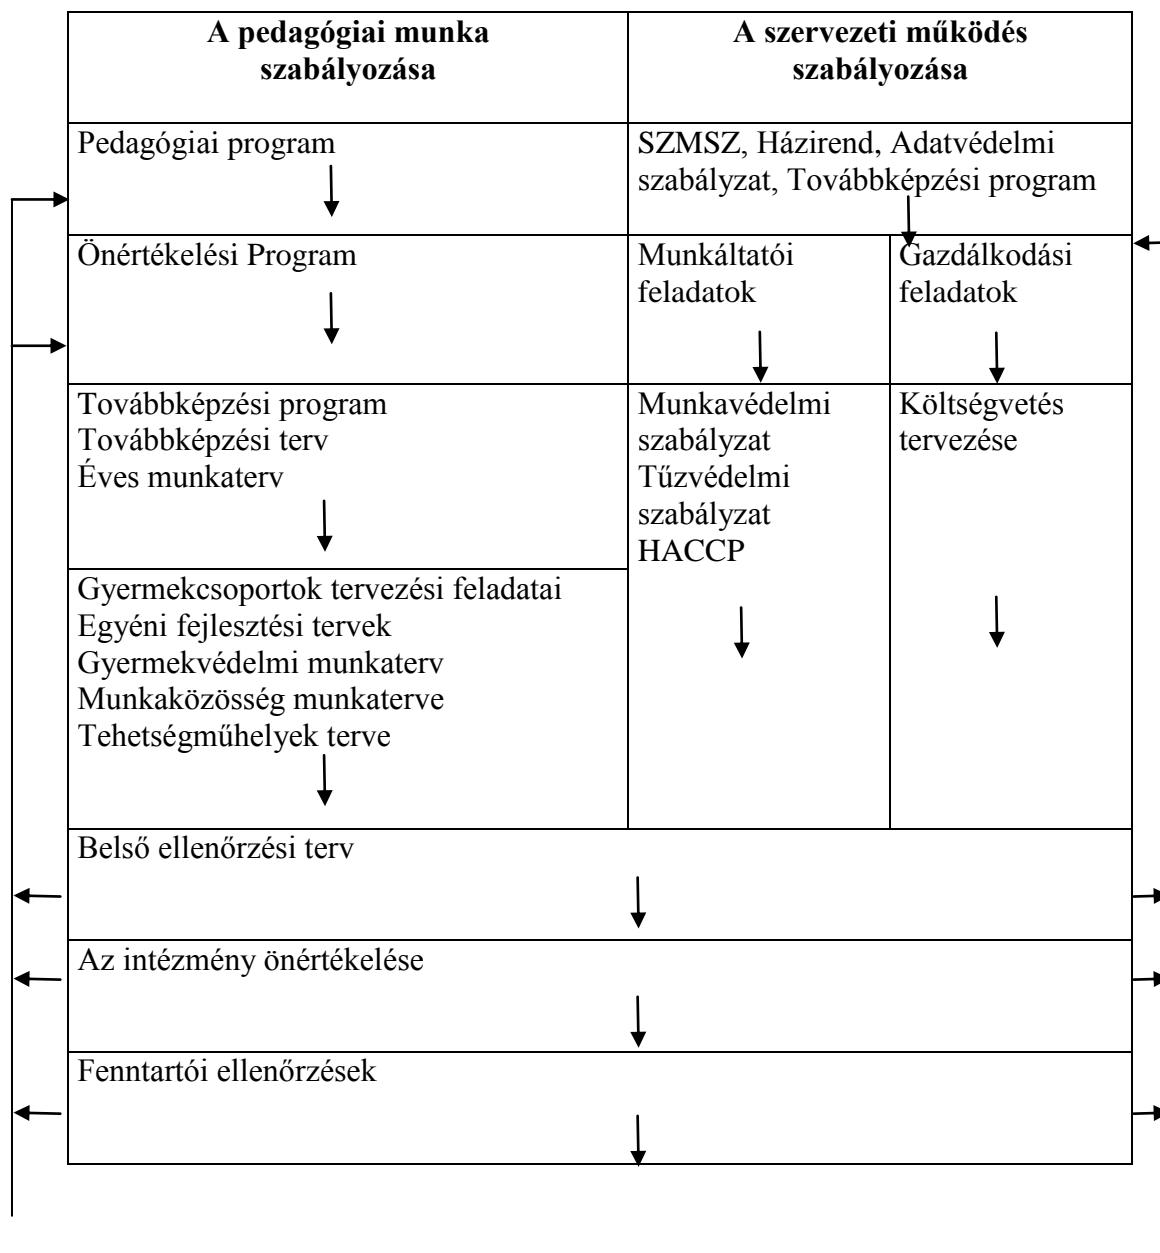 A pedagógiai munka
szabályozása
A szervezeti működés
szabályozása
Pedagógiai program
SZMSZ, Házirend, Adatvédelmi
szabályzat, Továbbképzési program
Önértékelési Program
Munkáltatói
feladatok
Gazdálkodási
feladatok
Továbbképzési program
Továbbképzési terv
Éves munkaterv
Munkavédelmi
szabályzat
Tűzvédelmi
szabályzat
HACCP
Költségvetés
tervezése
Gyermekcsoportok tervezési feladatai
Egyéni fejlesztési tervek
Gyermekvédelmi munkaterv
Munkaközösség munkaterve
Tehetségműhelyek terve
Belső ellenőrzési terv
Az intézmény önértékelése
Fenntartói ellenőrzések